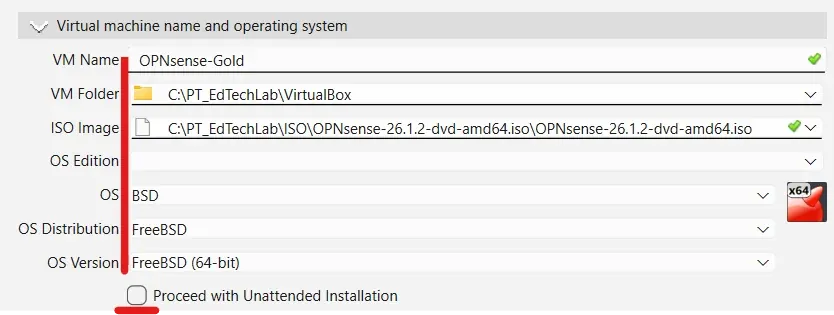 Virtual machine name and operating system
VM Name OPNsense-Gold
VM Folder C:\PT_EdTechLab\VirtualBox
ISO Image C:\PT_EdTechLab\ISO\OPNsense-26.1.2-dvd-amd64.iso\OPNsense-26.1.2-dvd-amd64.iso
OS Edition
OS BSD x64
OS Distribution FreeBSD
OS Version FreeBSD (64-bit)
Proceed with Unattended Installation